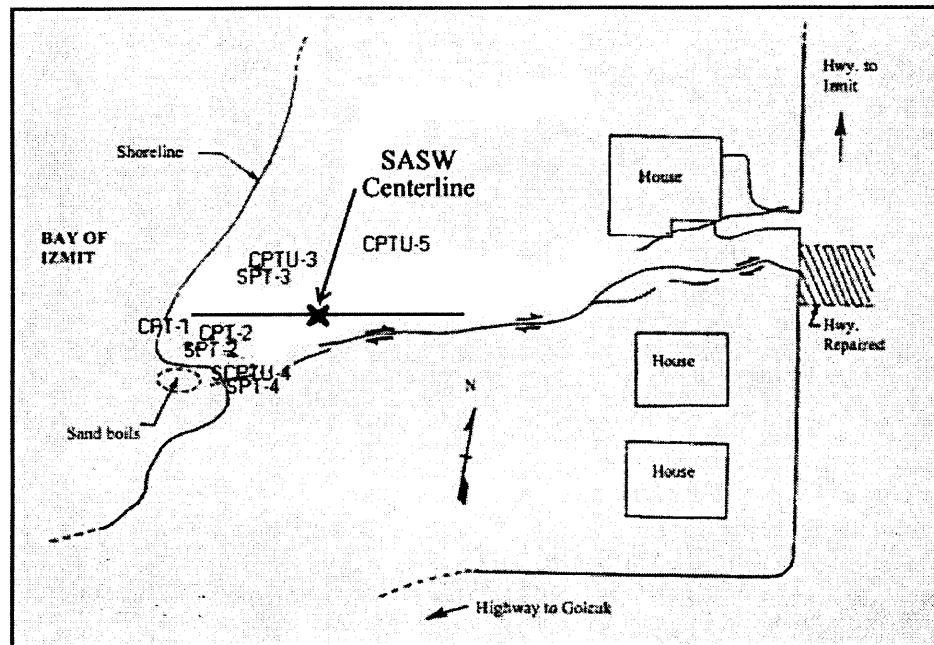 Hwy. to
Izmit
Shoreline
SASW
Centerline
House
BAY OF
IZMIT
CPTU-5
CPTU-3
SPT-3
CPT-1
CPT-2
SPT-2
Hwy.
Repaired
SCPTU-4
SPT-4
House
N
Sand boils
House
Highway to Golcuk